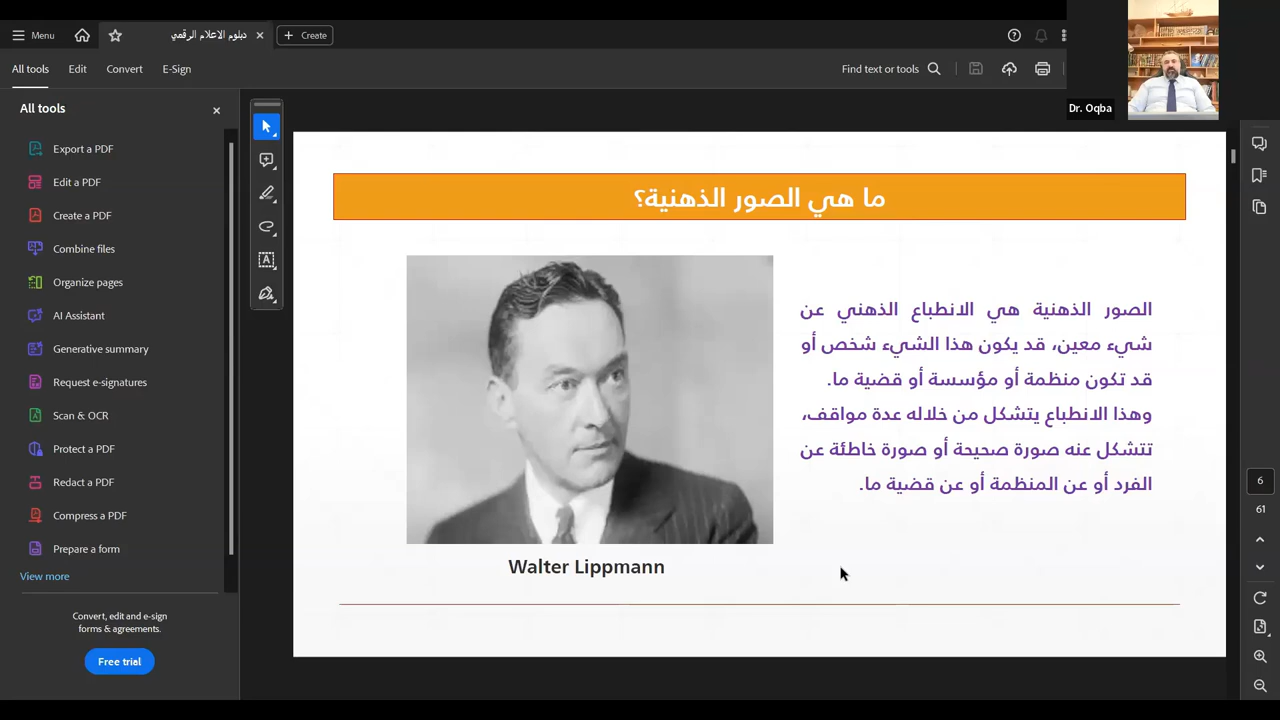 Menu
دبلوم الاعلام الرقمي
Create
All tools
Edit
Convert
E-Sign
Find text or tools
Dr. Oqba
All tools
Export a PDF
Edit a PDF
Create a PDF
Combine files
Organize pages
AI Assistant
Generative summary
Request e-signatures
Scan & OCR
Protect a PDF
Redact a PDF
Compress a PDF
Prepare a form
View more
Convert, edit and e-sign
forms & agreements.
Free trial
ما هي الصور الذهنية؟
الصور الذهنية هي الانطباع الذهني عن
شيء معين، قد يكون هذا الشيء شخص أو
قد تكون منظمة أو مؤسسة أو قضية ما.
وهذا الانطباع يتشكل من خلاله عدة مواقف،
تتشكل عنه صورة صحيحة أو صورة خاطئة عن
الفرد أو عن المنظمة أو عن قضية ما.
Walter Lippmann
6
61